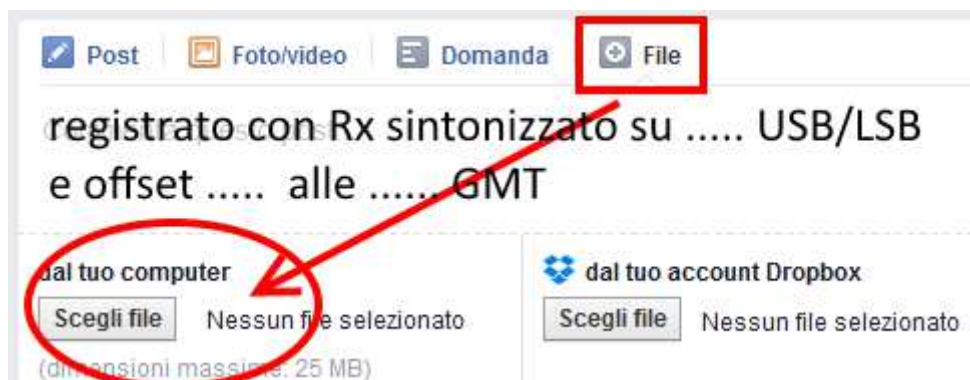 Post Foto/video Domanda File
registrato con Rx sintonizzato su ..... USB/LSB
e offset ..... alle ...... GMT
dal tuo computer
Scegli file Nessun file selezionato
(dimensioni massime: 25 MB)
dal tuo account Dropbox
Scegli file Nessun file selezionato